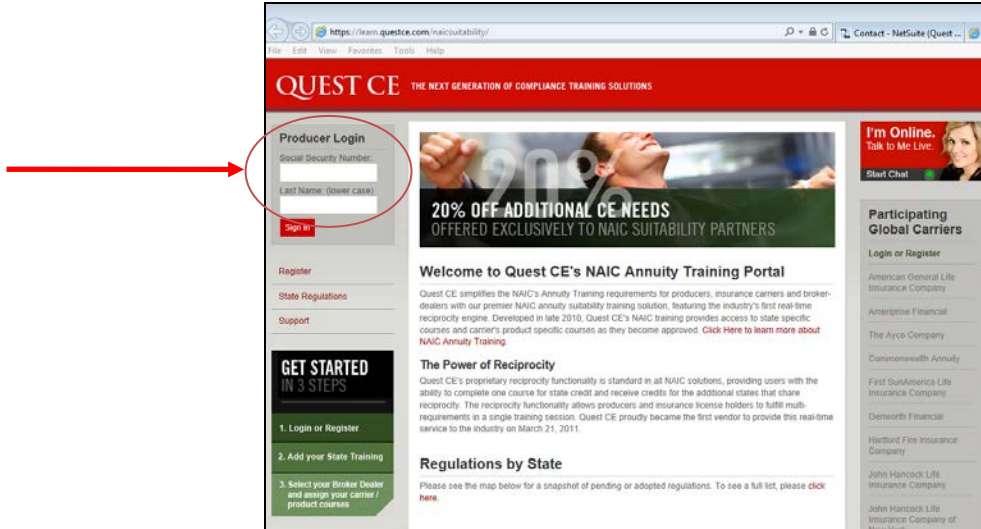 https://learn.questce.com/naicsuitability/
Contact - NetSuite (Quest ...
File Edit View Favorites Tools Help
QUEST CE THE NEXT GENERATION OF COMPLIANCE TRAINING SOLUTIONS
Producer Login
Social Security Number:
Last Name: (lower case)
Sign in
Register
State Regulations
Support
GET STARTED
IN 3 STEPS
1. Login or Register
2. Add your State Training
3. Select your Broker Dealer
and assign your carrier /
product courses
20%
20% OFF ADDITIONAL CE NEEDS
OFFERED EXCLUSIVELY TO NAIC SUITABILITY PARTNERS
Welcome to Quest CE's NAIC Annuity Training Portal
Quest CE simplifies the NAIC's Annuity Training requirements for producers, insurance carriers and broker-
dealers with our premier NAIC annuity suitability training solution, featuring the industry's first real-time
reciprocity engine. Developed in late 2010, Quest CE's NAIC training provides access to state specific
courses and carrier's product specific courses as they become approved. Click Here to learn more about
NAIC Annuity Training.
The Power of Reciprocity
Quest CE's proprietary reciprocity functionality is standard in all NAIC solutions, providing users with the
ability to complete one course for state credit and receive credits for the additional states that share
reciprocity. The reciprocity functionality allows producers and insurance license holders to fulfill multi-
requirements in a single training session. Quest CE proudly became the first vendor to provide this real-time
service to the industry on March 21, 2011.
Regulations by State
Please see the map below for a snapshot of pending or adopted regulations. To see a full list, please click
here.
I'm Online.
Talk to Me Live.
Start Chat
Participating
Global Carriers
Login or Register
American General Life
Insurance Company
Ameriprise Financial
The Ayco Company
Commonwealth Annuity
First SunAmerica Life
Insurance Company
Genworth Financial
Hartford Fire Insurance
Company
John Hancock Life
Insurance Company
John Hancock Life
Insurance Company of